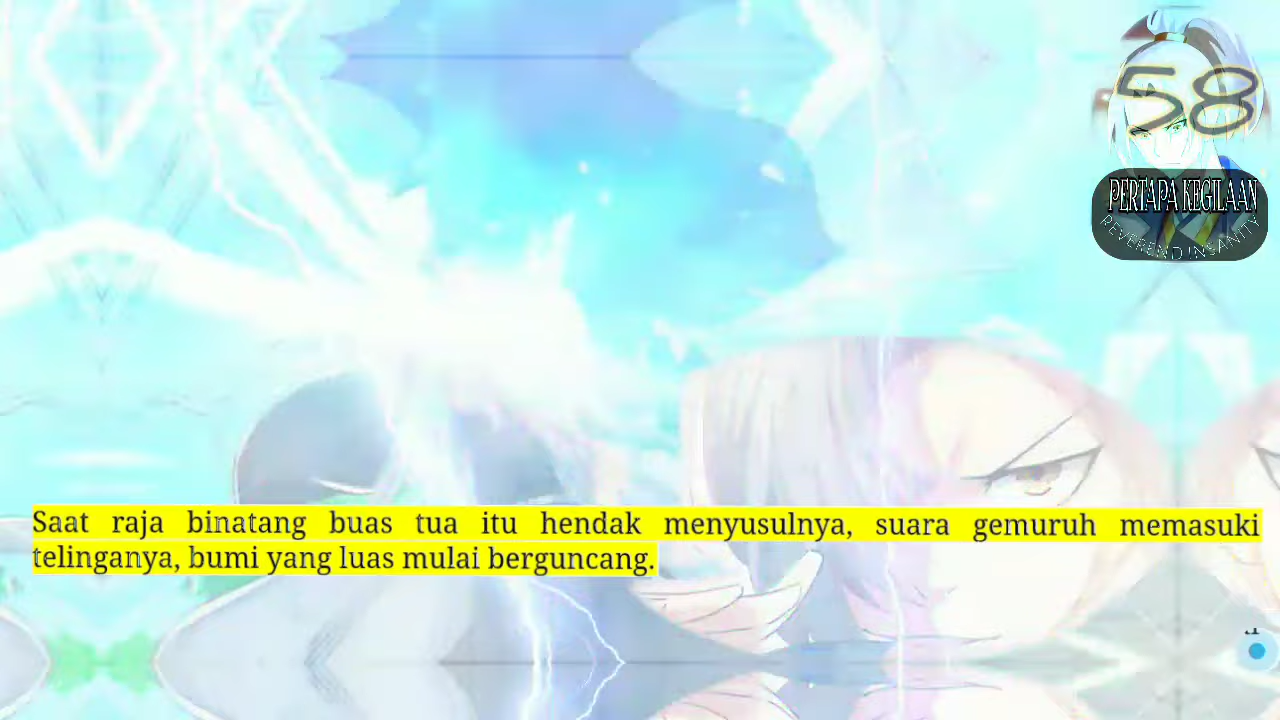 58
PERTAPA KEGILAAN
REVEREND INSANITY
Saat raja binatang buas tua itu hendak menyusulnya, suara gemuruh memasuki
telinganya, bumi yang luas mulai berguncang.